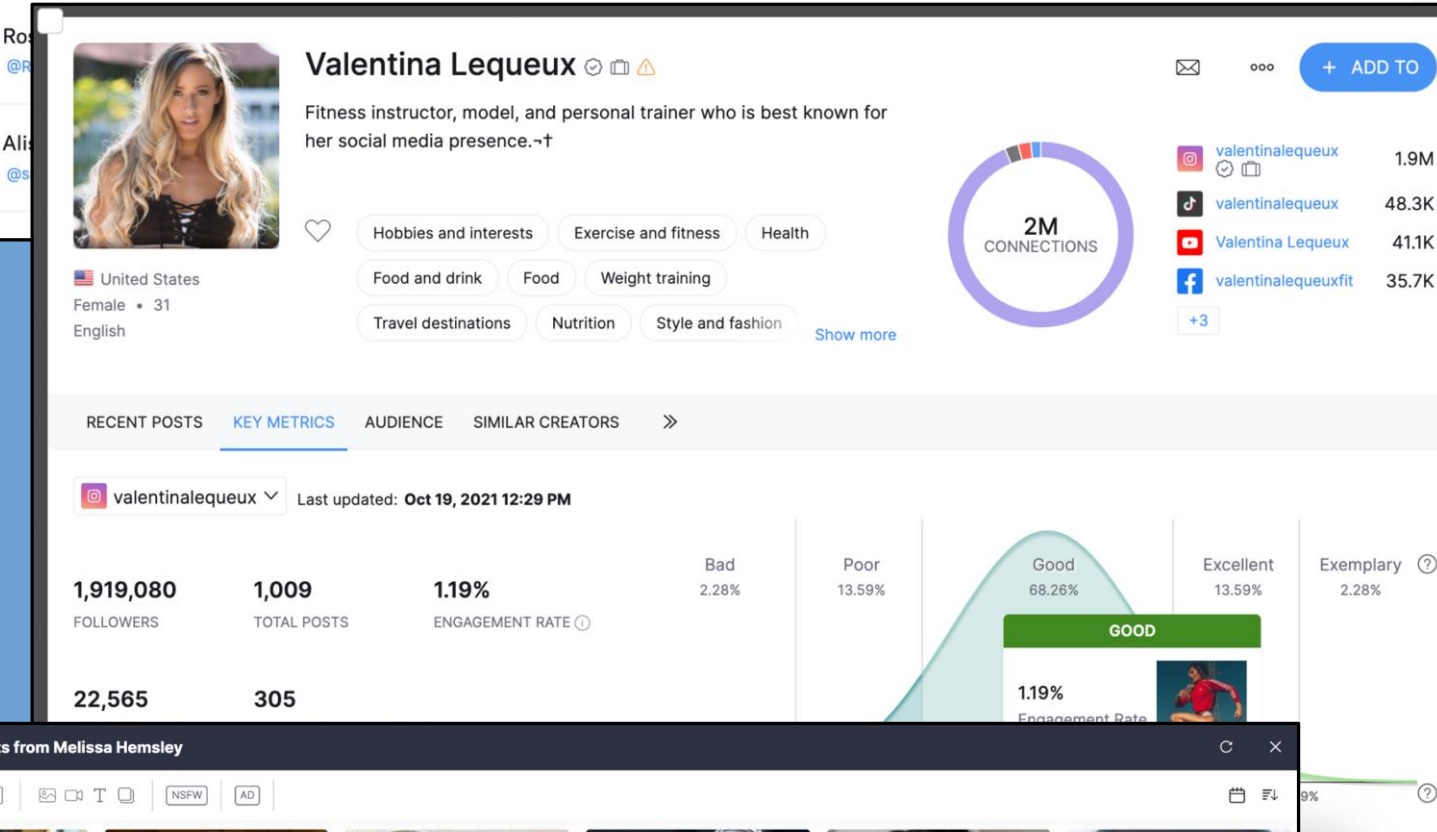 Ros
@R
Alis
@s
Valentina Lequeux
+ ADD TO
Fitness instructor, model, and personal trainer who is best known for
her social media presence.¬†
Hobbies and interests Exercise and fitness Health
Food and drink Food Weight training
Travel destinations Nutrition Style and fashion Show more
United States
Female • 31
English
2M
CONNECTIONS
valentinalequeux 1.9M
valentinalequeux 48.3K
Valentina Lequeux 41.1K
valentinalequeuxfit 35.7K
+3
RECENT POSTS KEY METRICS AUDIENCE SIMILAR CREATORS
valentinalequeux Last updated: Oct 19, 2021 12:29 PM
1,919,080 1,009 1.19%
FOLLOWERS TOTAL POSTS ENGAGEMENT RATE
22,565 305
Bad Poor Good Excellent Exemplary
2.28% 13.59% 68.26% 13.59% 2.28%
GOOD
1.19%
Engagement Rate
ts from Melissa Hemsley
T NSFW AD
9%